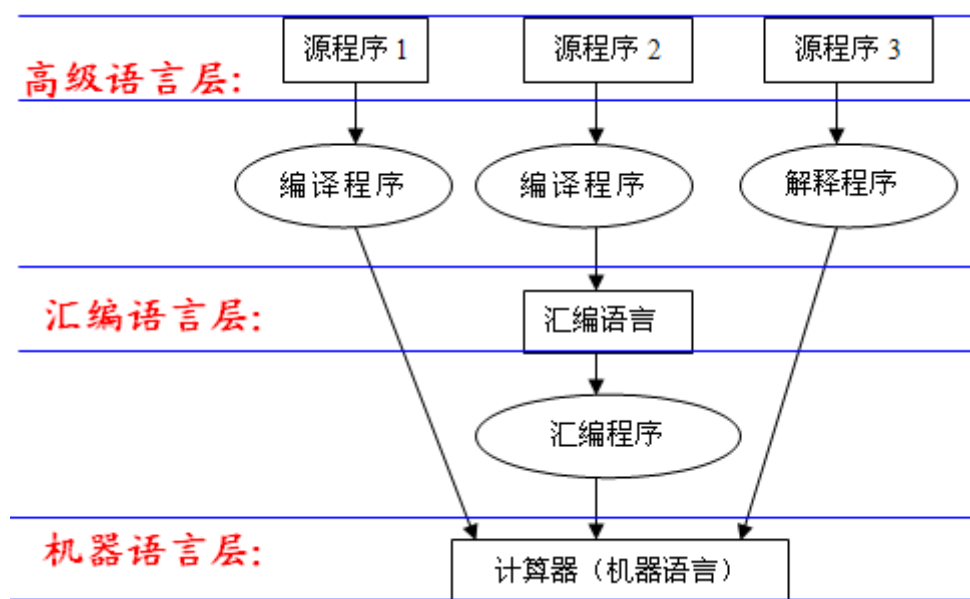 源程序 1
源程序 2
源程序 3
高级语言层:
编译程序
编译程序
解释程序
汇编语言层:
汇编语言
汇编程序
机器语言层:
计算器（机器语言）